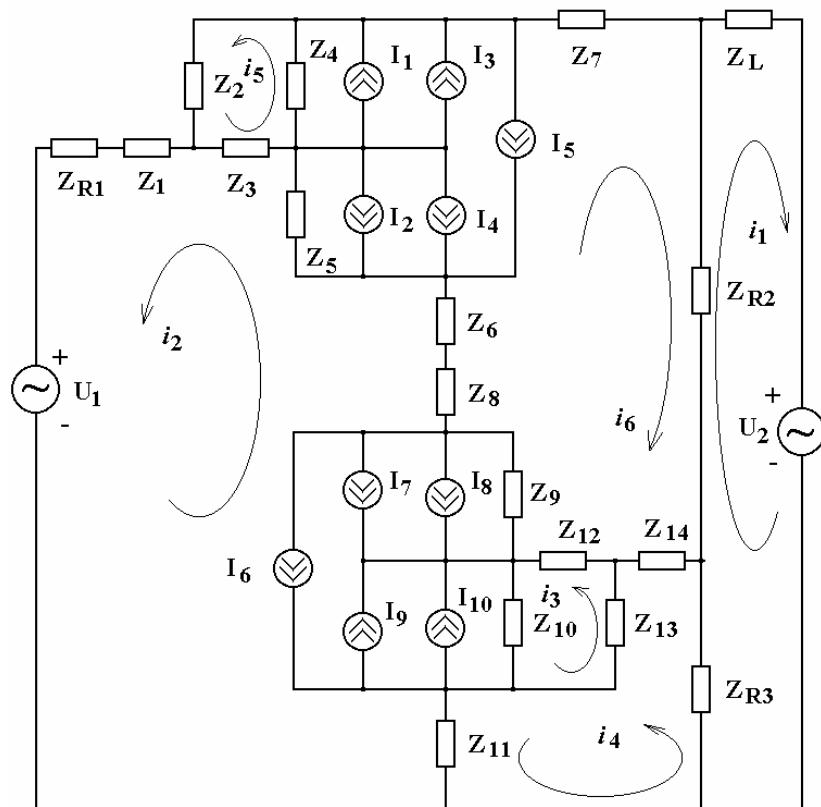 Z7 ZL
Z2 i5 Z4 I1 I3
I5
ZR1 Z1 Z3
Z5 I2 I4
i1
Z6 ZR2
i2
+ U1 -
Z8
i6
+ U2 -
I7 I8 Z9
Z12 Z14
I6
I9 I10 i3 Z10 Z13
ZR3
Z11 i4